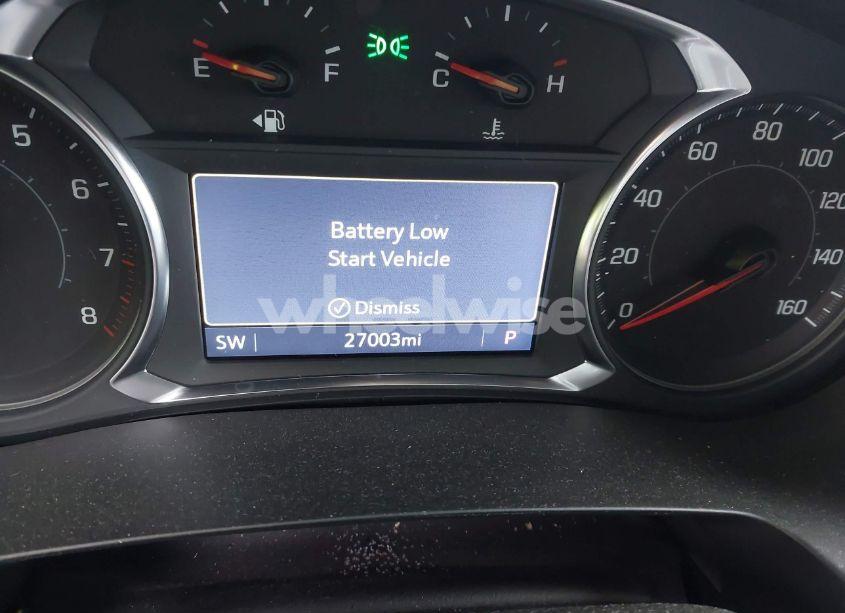 E F
C H
5
6
7
8
0
20
40
60
80
100
120
140
160
Battery Low
Start Vehicle
Dismiss
wheelwise
SW 27003mi P